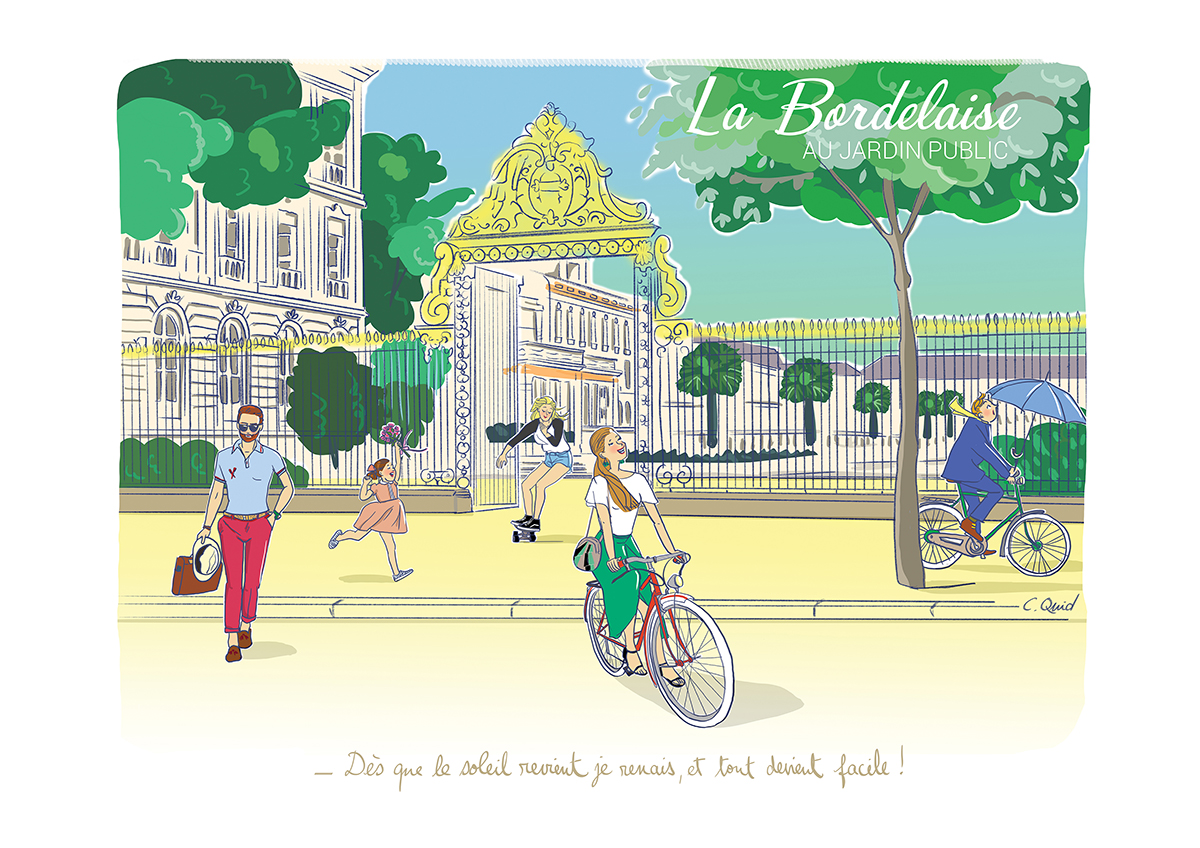 La Bordelaise
AU JARDIN PUBLIC
C. Quid
– Dès que le soleil revient je renais, et tout devient facile !